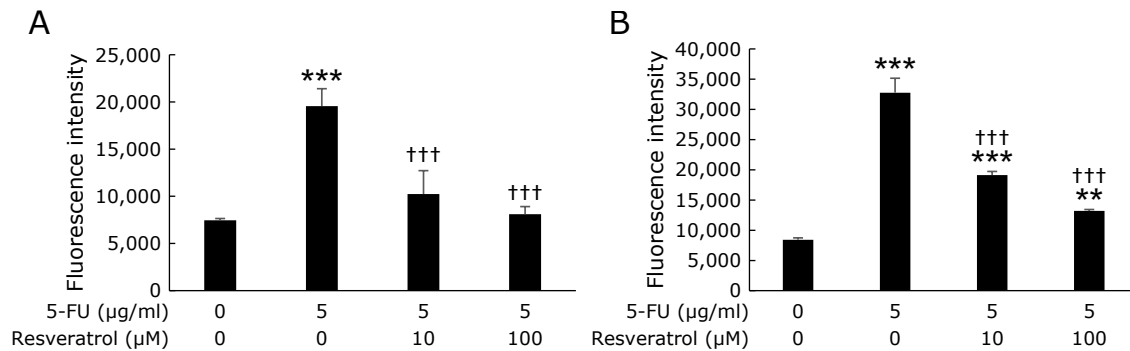 A
Fluorescence intensity
25,000
20,000
15,000
10,000
5,000
0
***
†††
†††
5-FU (µg/ml) 0 5 5 5
Resveratrol (µM) 0 0 10 100
B
Fluorescence intensity
40,000
35,000
30,000
25,000
20,000
15,000
10,000
5,000
0
***
†††
***
†††
**
5-FU (µg/ml) 0 5 5 5
Resveratrol (µM) 0 0 10 100